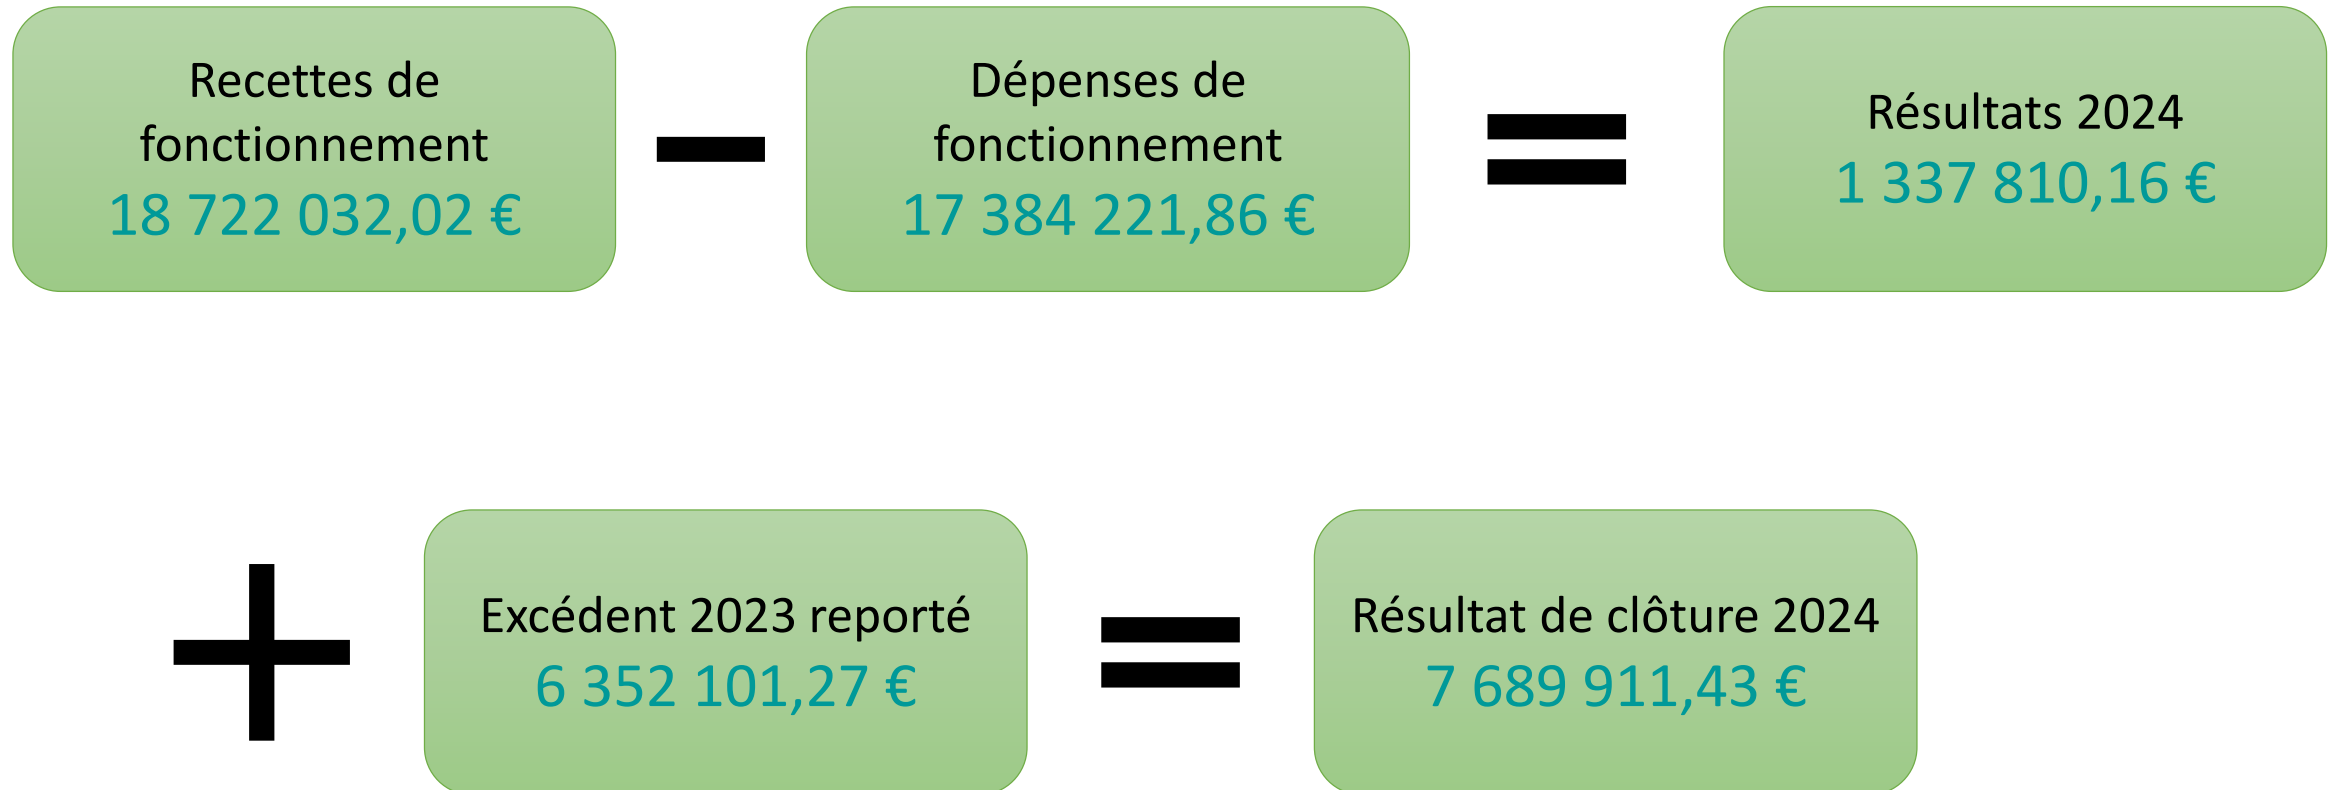 Recettes de
fonctionnement
18 722 032,02 €
Dépenses de
fonctionnement
17 384 221,86 €
Résultats 2024
1 337 810,16 €
Excédent 2023 reporté
6 352 101,27 €
Résultat de clôture 2024
7 689 911,43 €